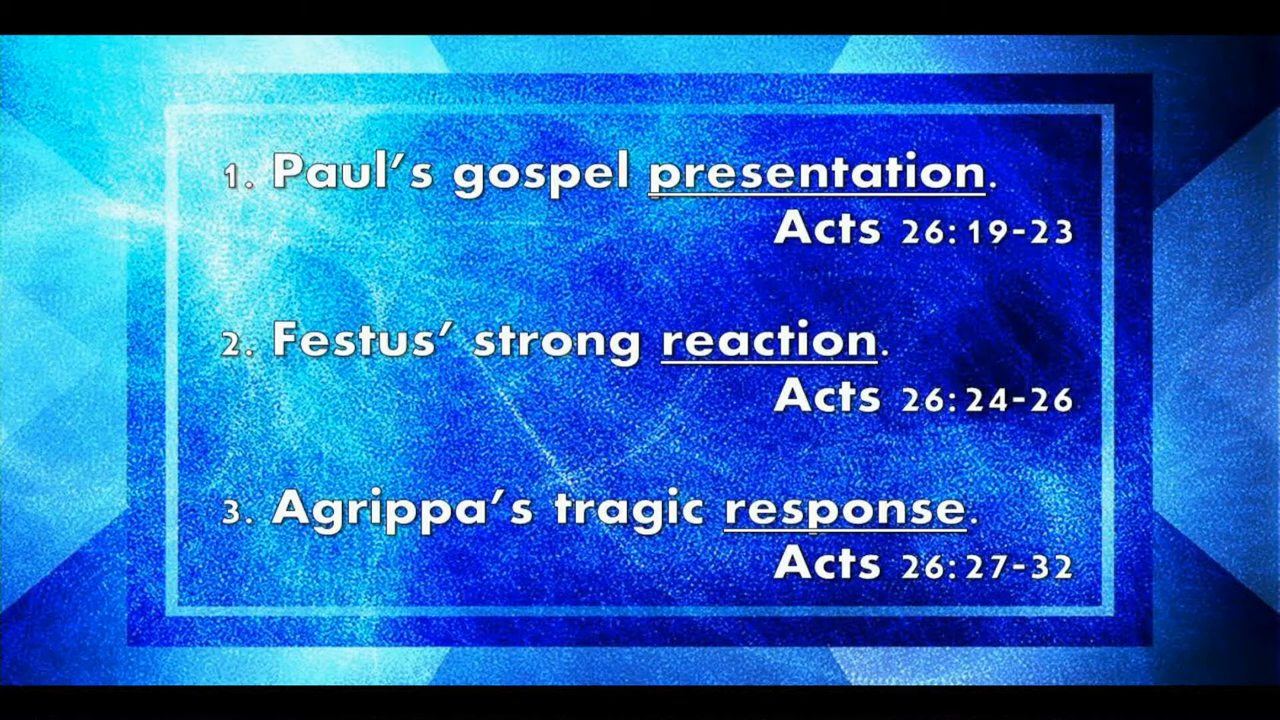 1. Paul's gospel presentation.
Acts 26:19-23
2. Festus' strong reaction.
Acts 26:24-26
3. Agrippa's tragic response.
Acts 26:27-32